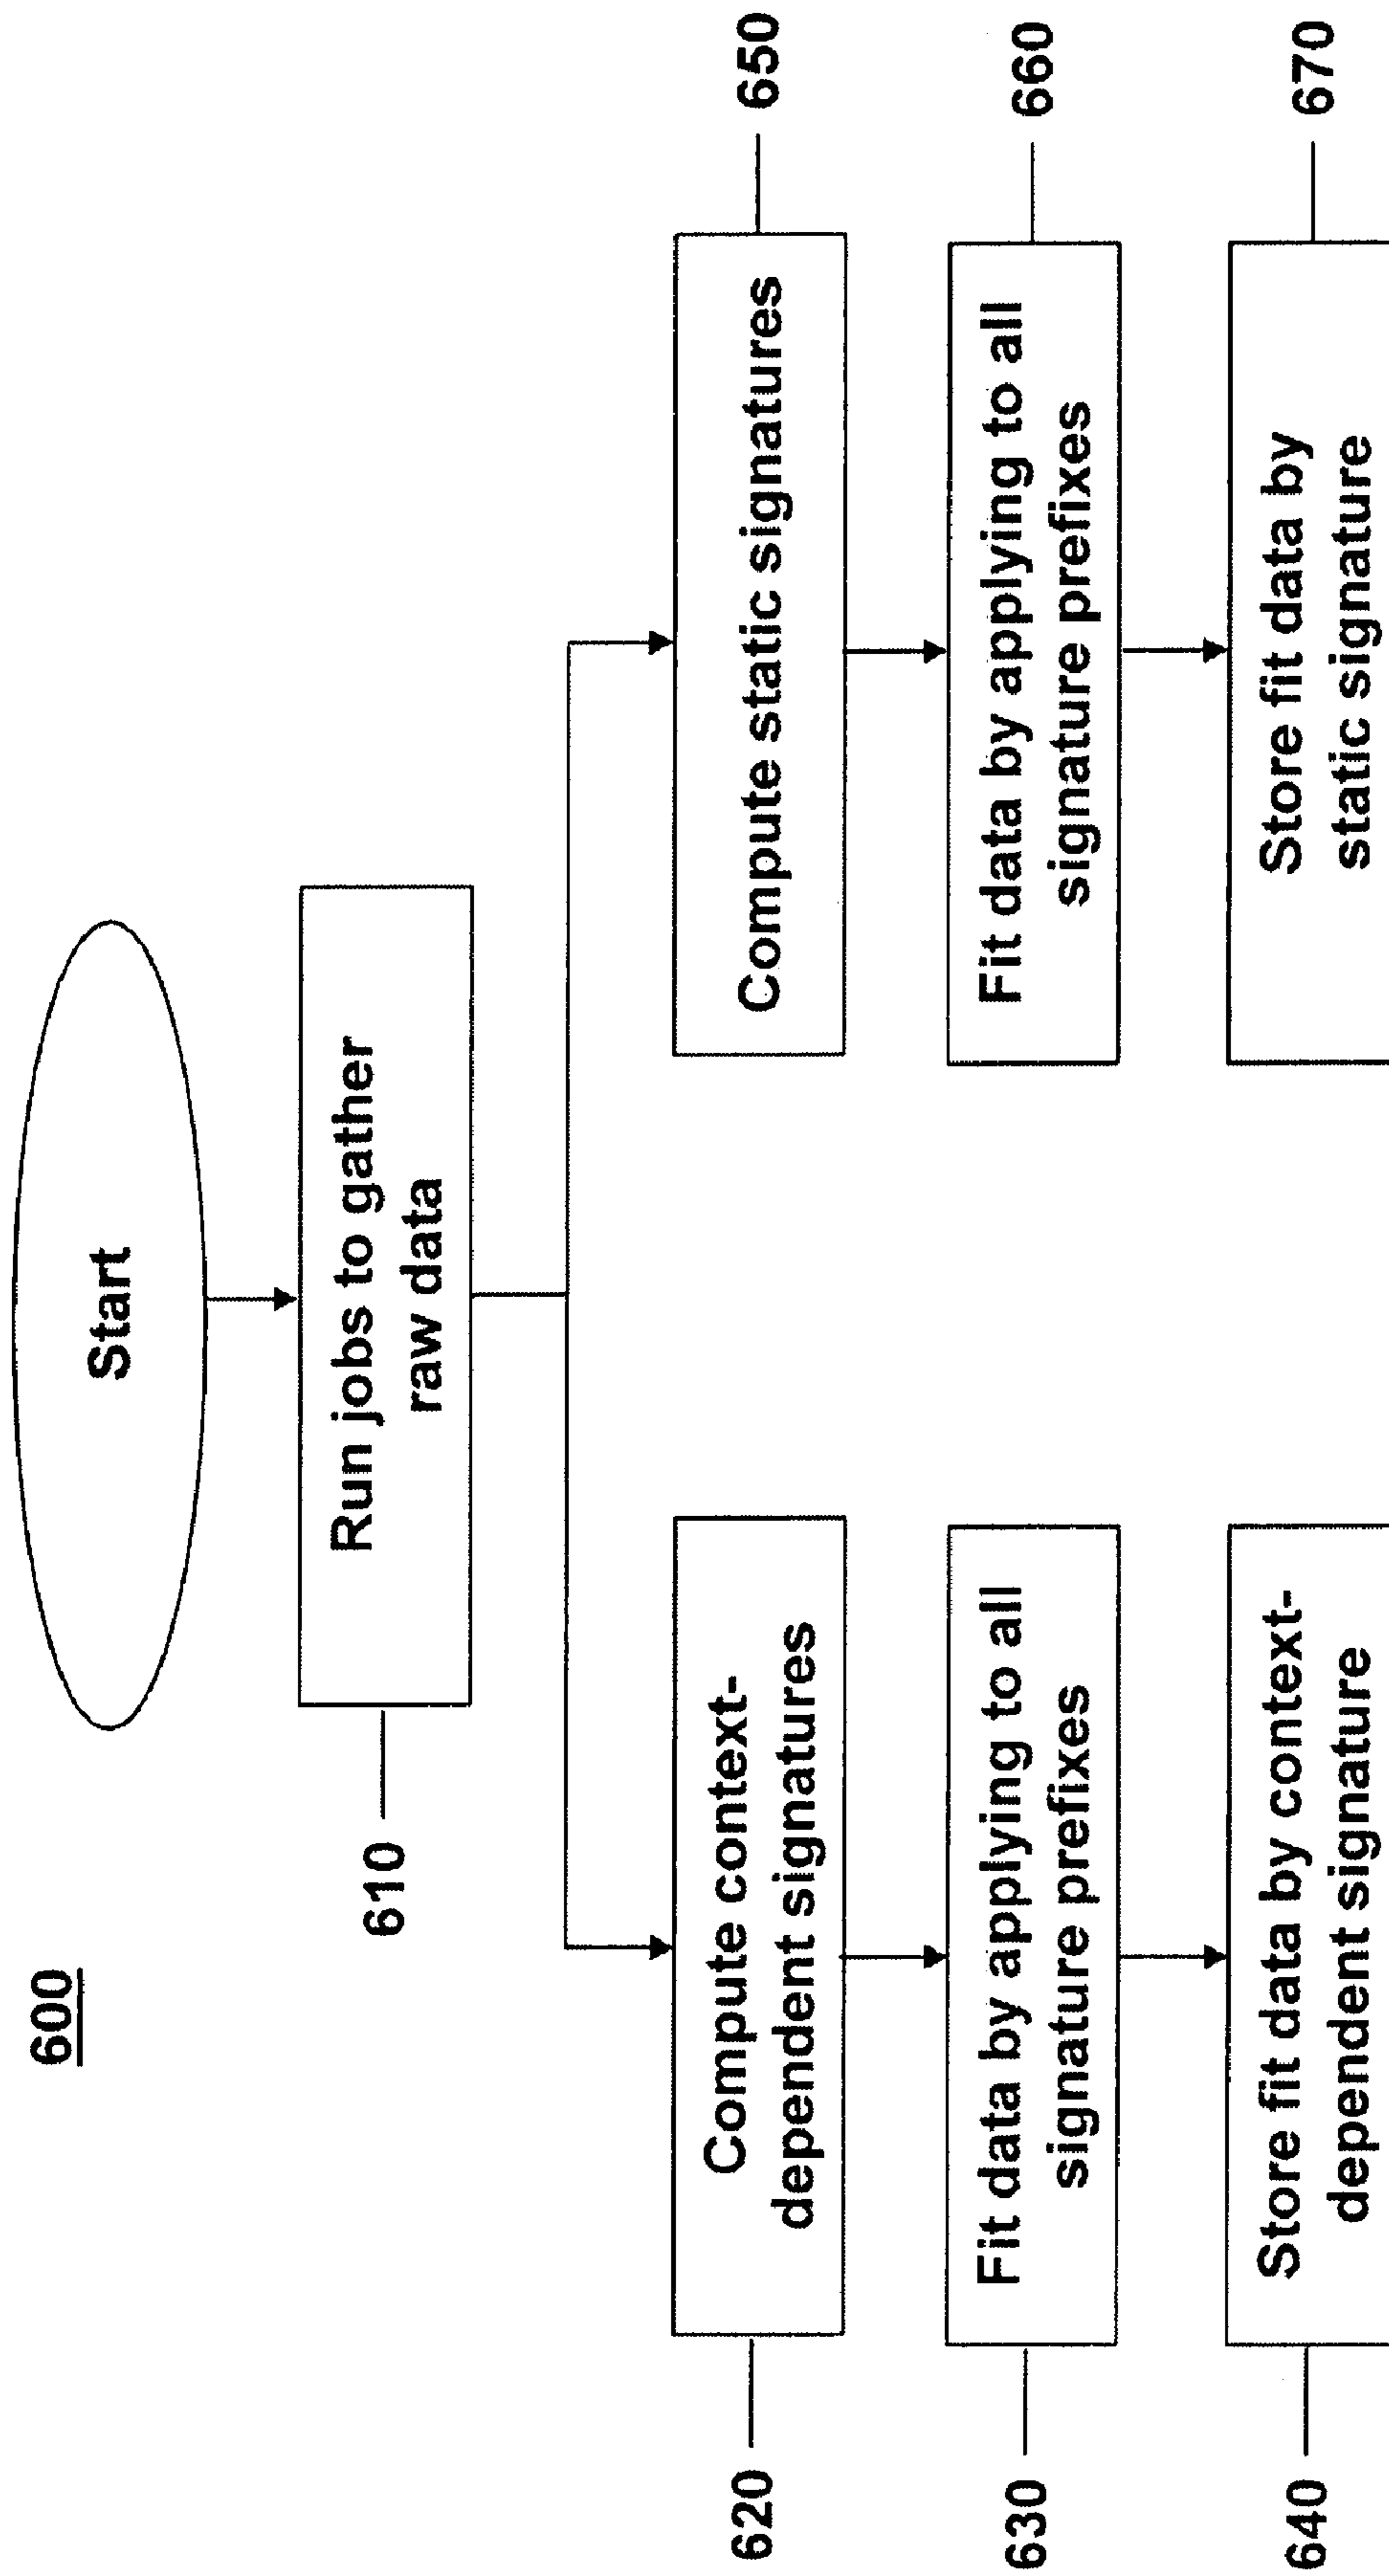 600
Start
610
Run jobs to gather
raw data
620
Compute context-
dependent signatures
630
Fit data by applying to all
signature prefixes
640
Store fit data by context-
dependent signature
Compute static signatures
650
Fit data by applying to all
signature prefixes
660
Store fit data by
static signature
670